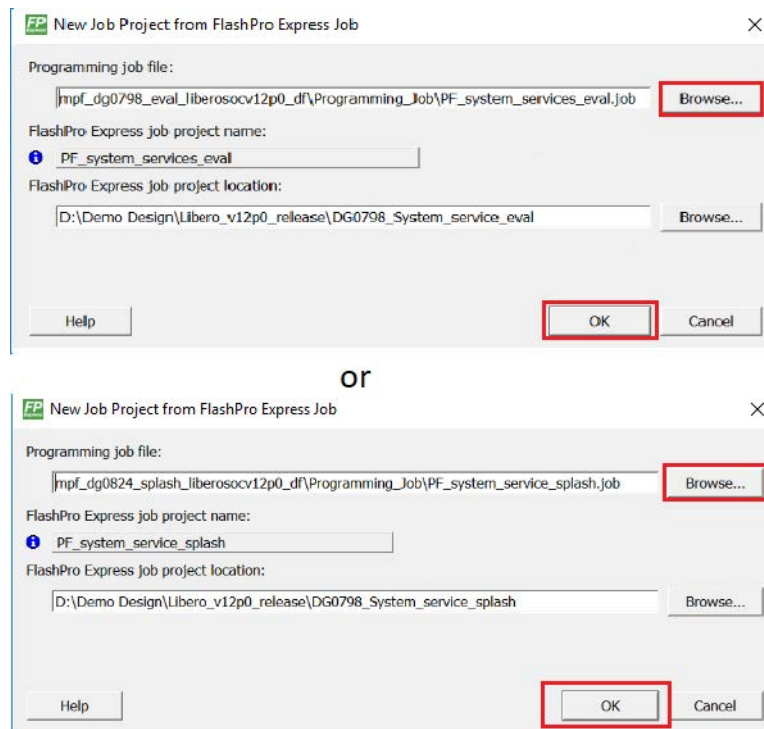 FP New Job Project from FlashPro Express Job
Programming job file:
mpf_dg0798_eval_liberosocv12p0_df\Programming_Job\PF_system_services_eval.job Browse...
FlashPro Express job project name:
PF_system_services_eval
FlashPro Express job project location:
D:\Demo Design\Libero_v12p0_release\DG0798_System_service_eval Browse...
Help OK Cancel
or
FP New Job Project from FlashPro Express Job
Programming job file:
mpf_dg0824_splash_liberosocv12p0_df\Programming_Job\PF_system_service_splash.job Browse...
FlashPro Express job project name:
PF_system_service_splash
FlashPro Express job project location:
D:\Demo Design\Libero_v12p0_release\DG0798_System_service_splash Browse...
Help OK Cancel